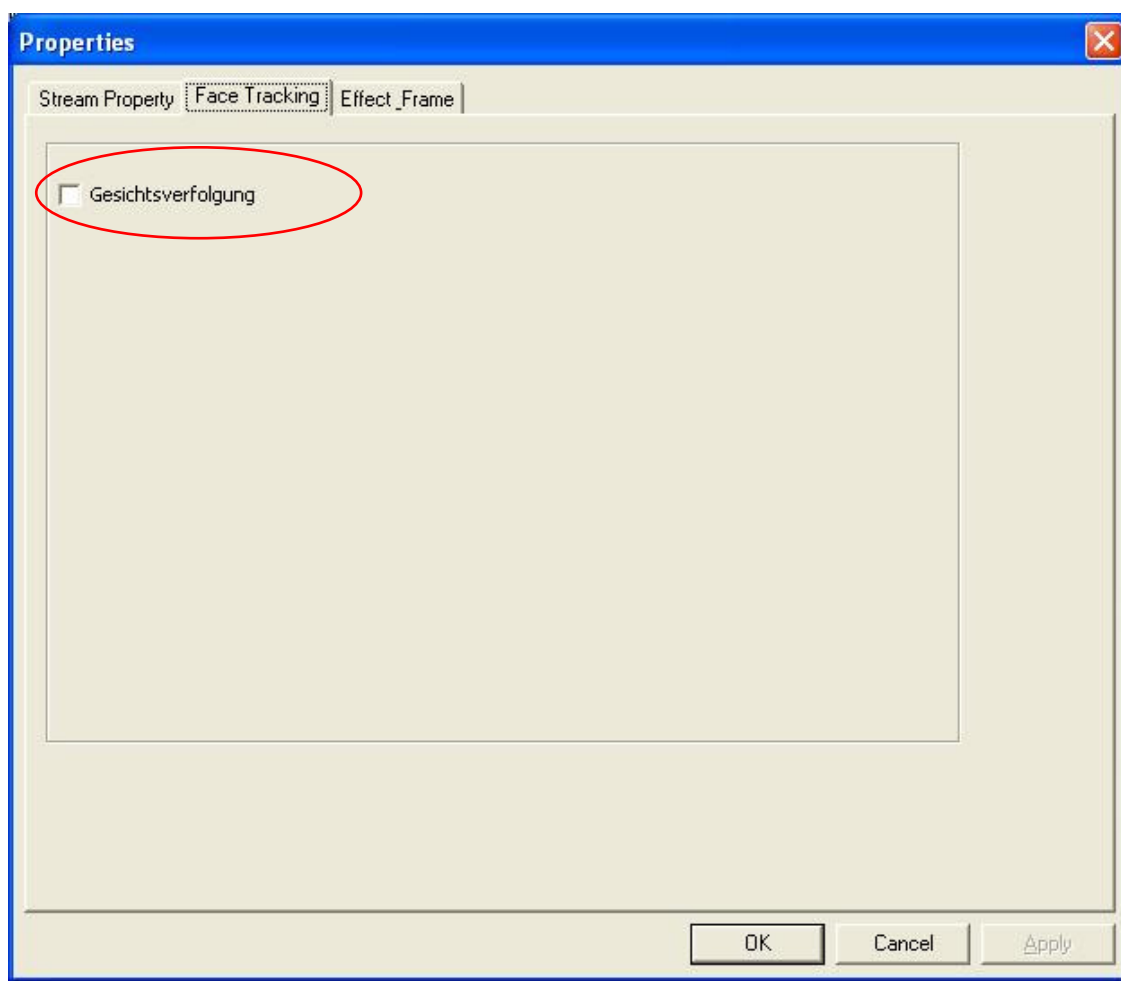 Properties
Stream Property Face Tracking Effect_Frame
Gesichtsverfolgung
OK Cancel Apply